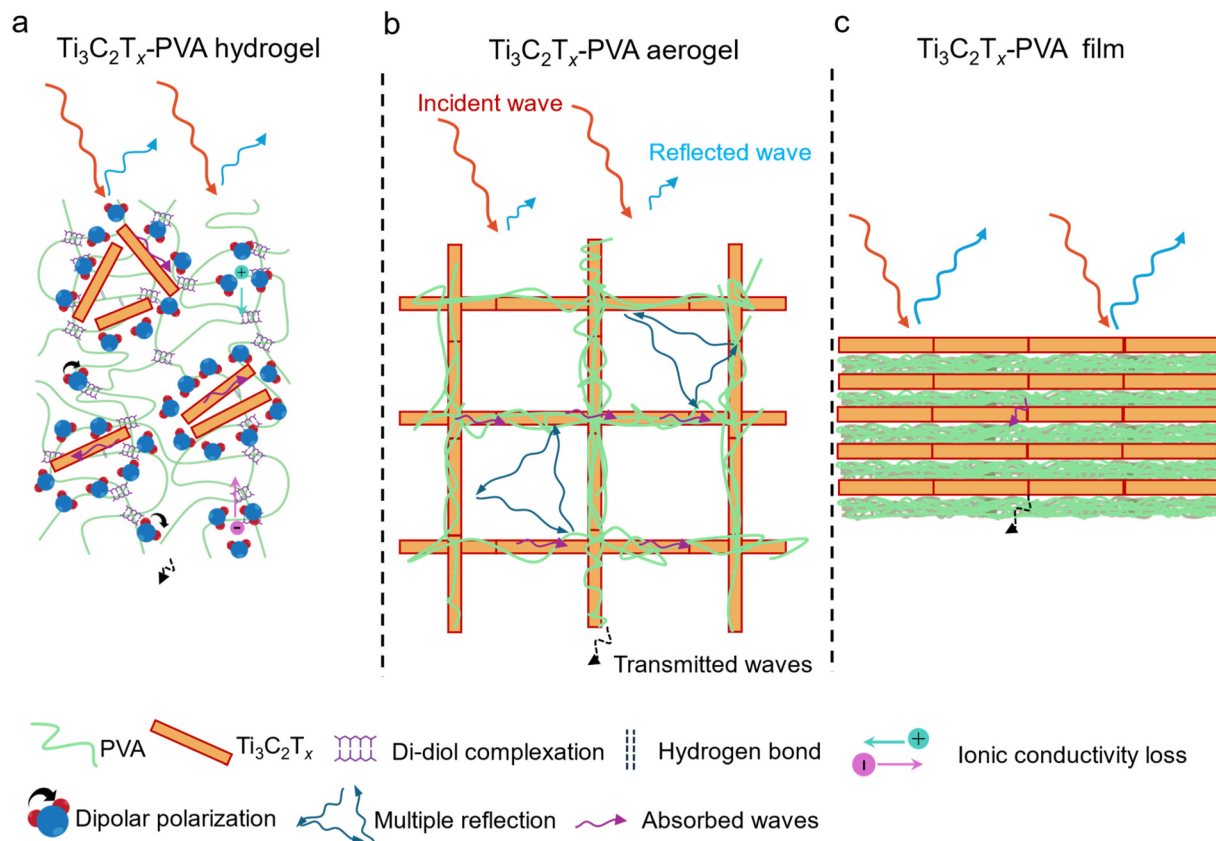 a
Ti₃C₂Tₓ-PVA hydrogel
b
Ti₃C₂Tₓ-PVA aerogel
c
Ti₃C₂Tₓ-PVA film
Incident wave
Reflected wave
+
-
Transmitted waves
PVA
Ti₃C₂Tₓ
Di-diol complexation
Hydrogen bond
+
-
Ionic conductivity loss
Dipolar polarization
Multiple reflection
Absorbed waves